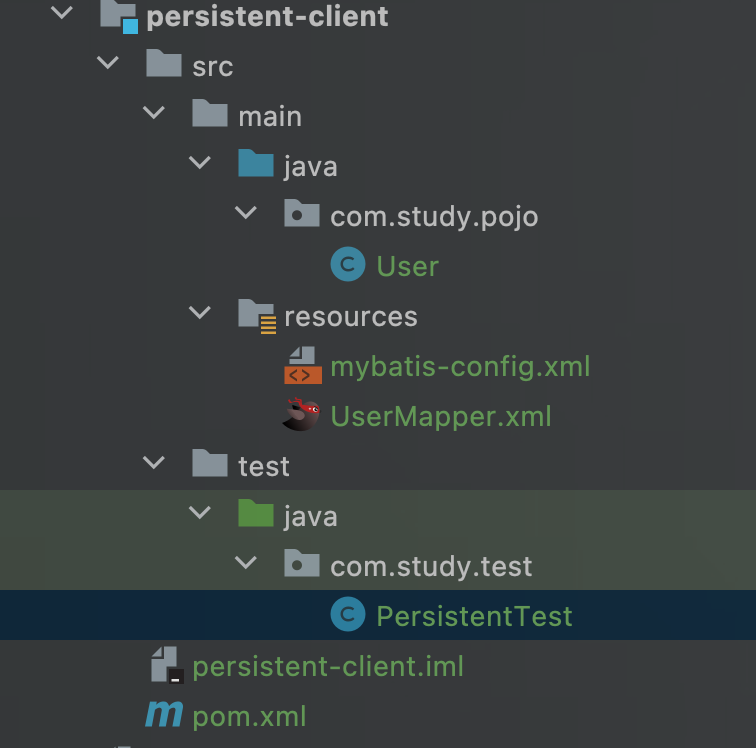 persistent-client
src
main
java
com.study.pojo
C User
resources
<> mybatis-config.xml
UserMapper.xml
test
java
com.study.test
C PersistentTest
persistent-client.iml
m pom.xml